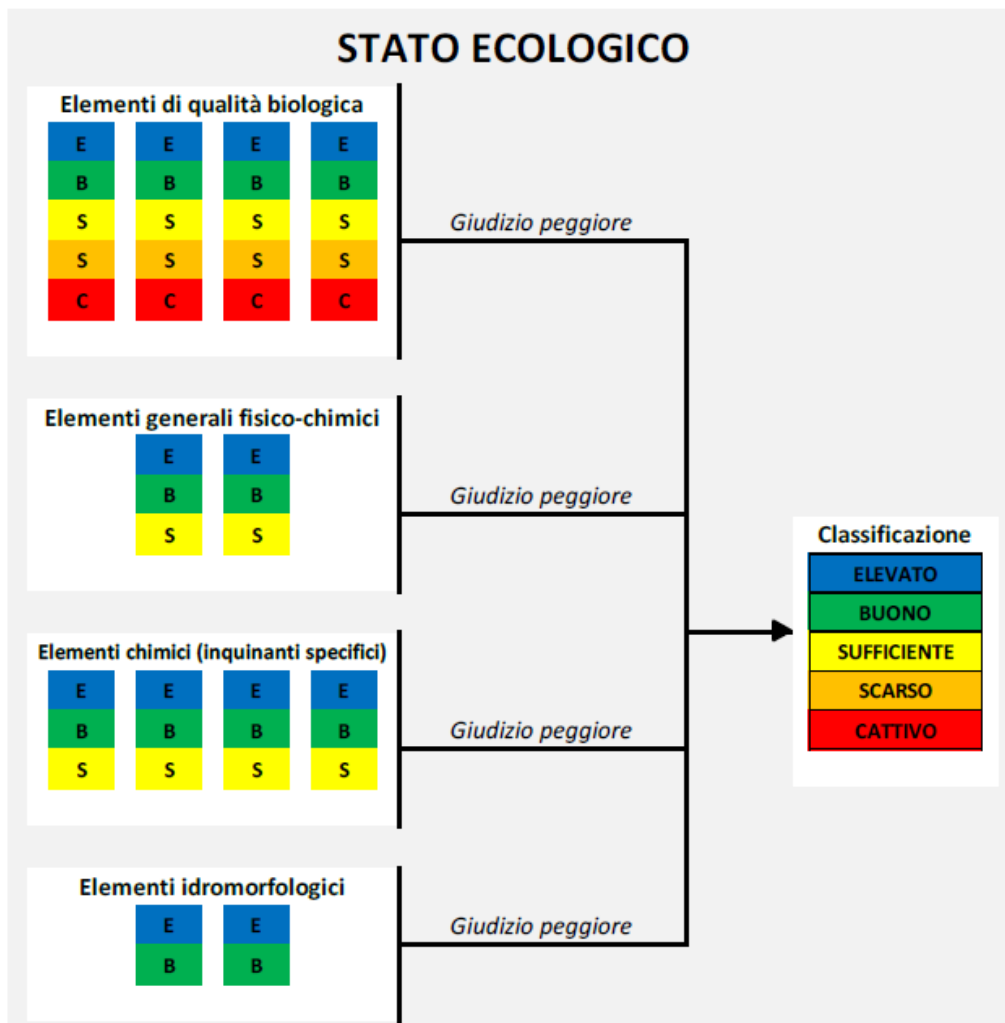 STATO ECOLOGICO
Elementi di qualità biologica
E E E E
B B B B
S S S S
S S S S
C C C C
Giudizio peggiore
Elementi generali fisico-chimici
E E
B B
S S
Giudizio peggiore
Elementi chimici (inquinanti specifici)
E E E E
B B B B
S S S S
Giudizio peggiore
Elementi idromorfologici
E E
B B
Giudizio peggiore
Classificazione
ELEVATO
BUONO
SUFFICIENTE
SCARSO
CATTIVO